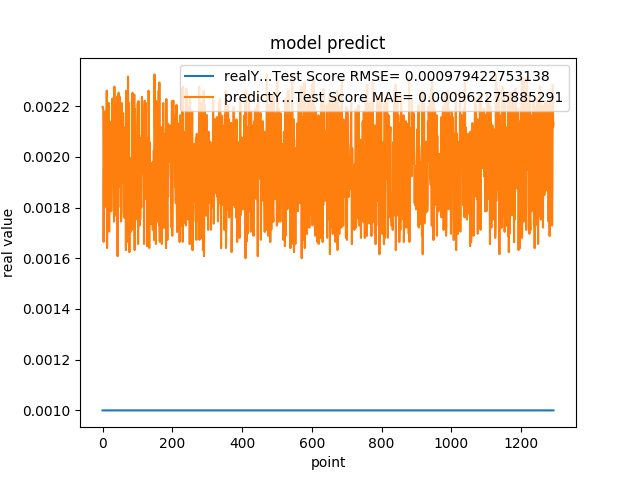 model predict
realY...Test Score RMSE= 0.000979422753138
predictY...Test Score MAE= 0.000962275885291
real value
0.0022
0.0020
0.0018
0.0016
0.0014
0.0012
0.0010
0 200 400 600 800 1000 1200
point